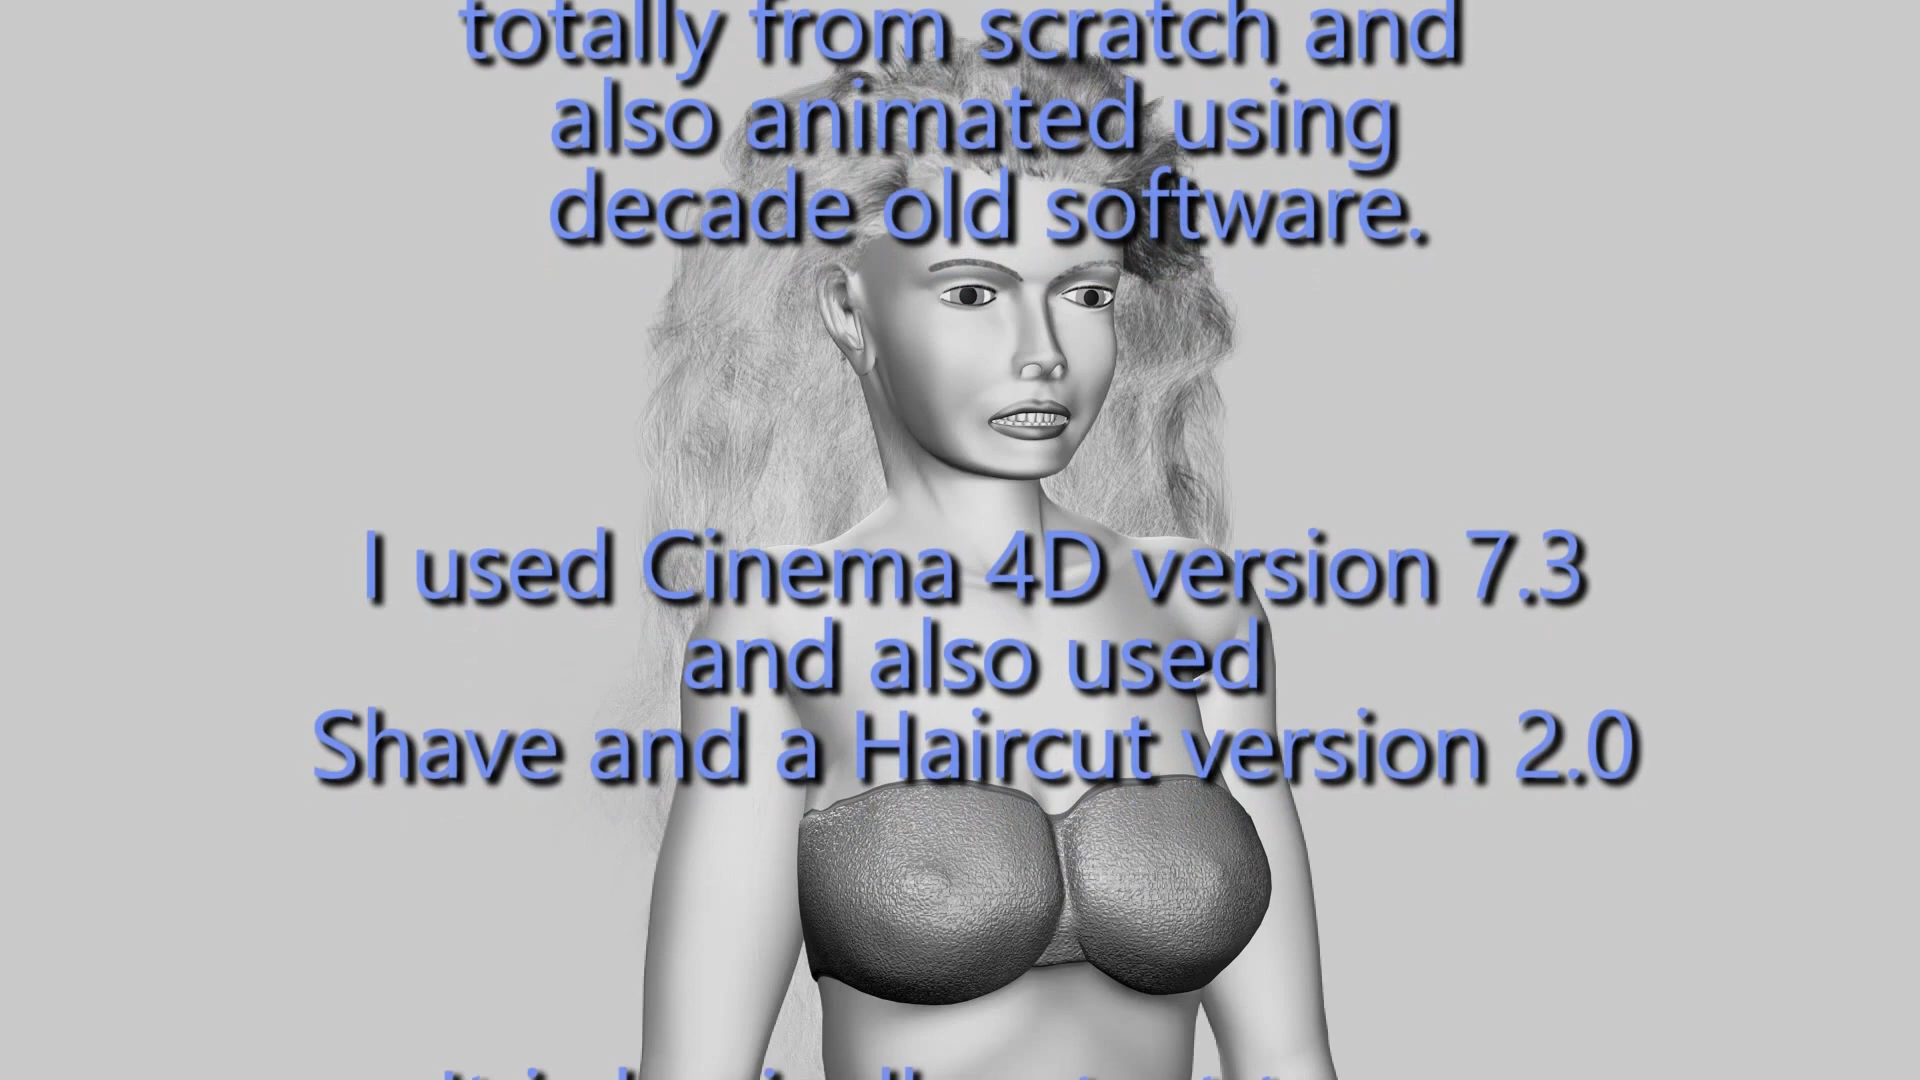 totally from scratch and
also animated using
decade old software.
I used Cinema 4D version 7.3
and also used
Shave and a Haircut version 2.0